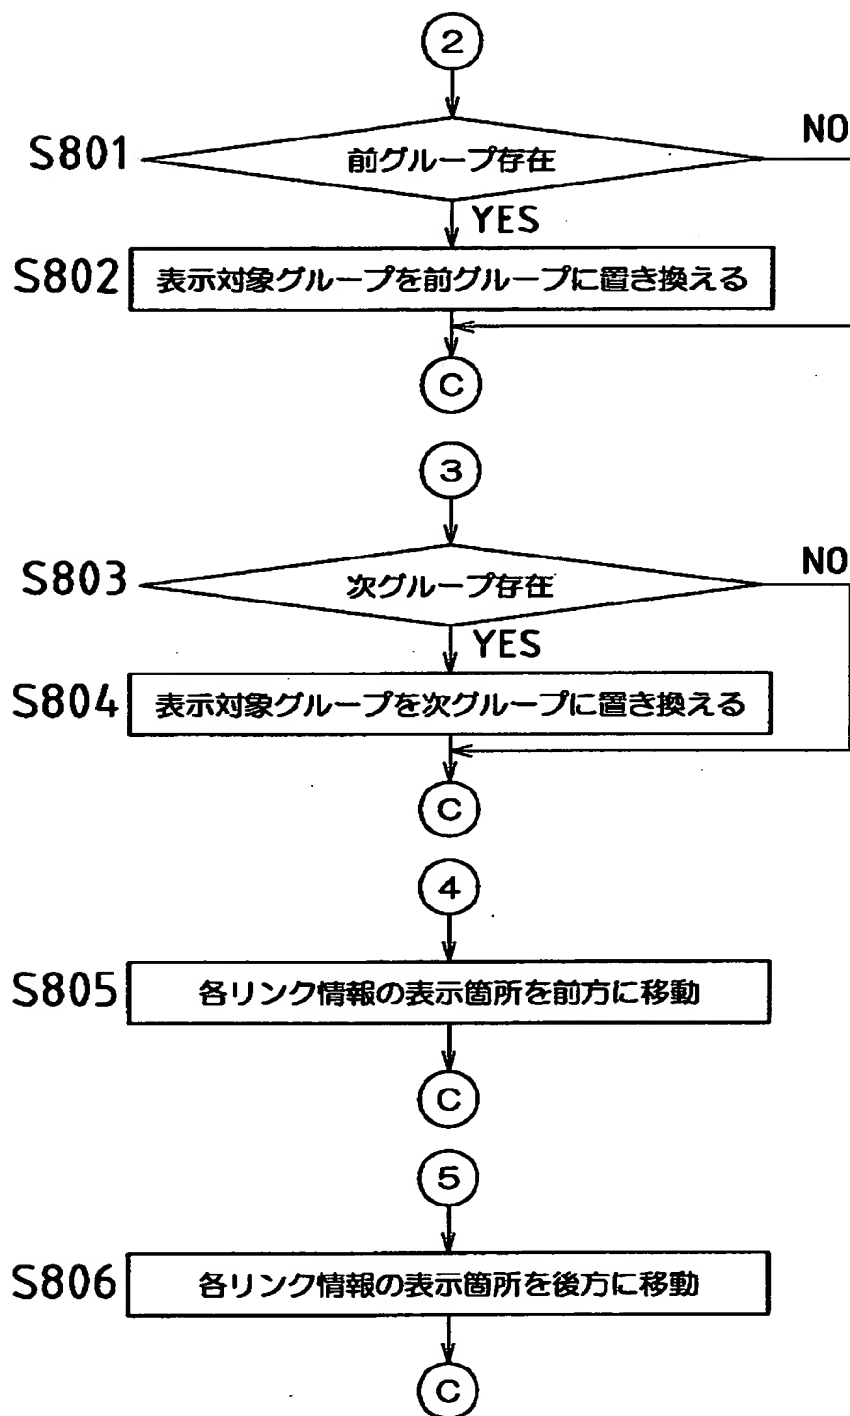 2
S801 前グループ存在 NO
YES
S802 表示対象グループを前グループに置き換える
C
3
S803 次グループ存在 NO
YES
S804 表示対象グループを次グループに置き換える
C
4
S805 各リンク情報の表示箇所を前方に移動
C
5
S806 各リンク情報の表示箇所を後方に移動
C